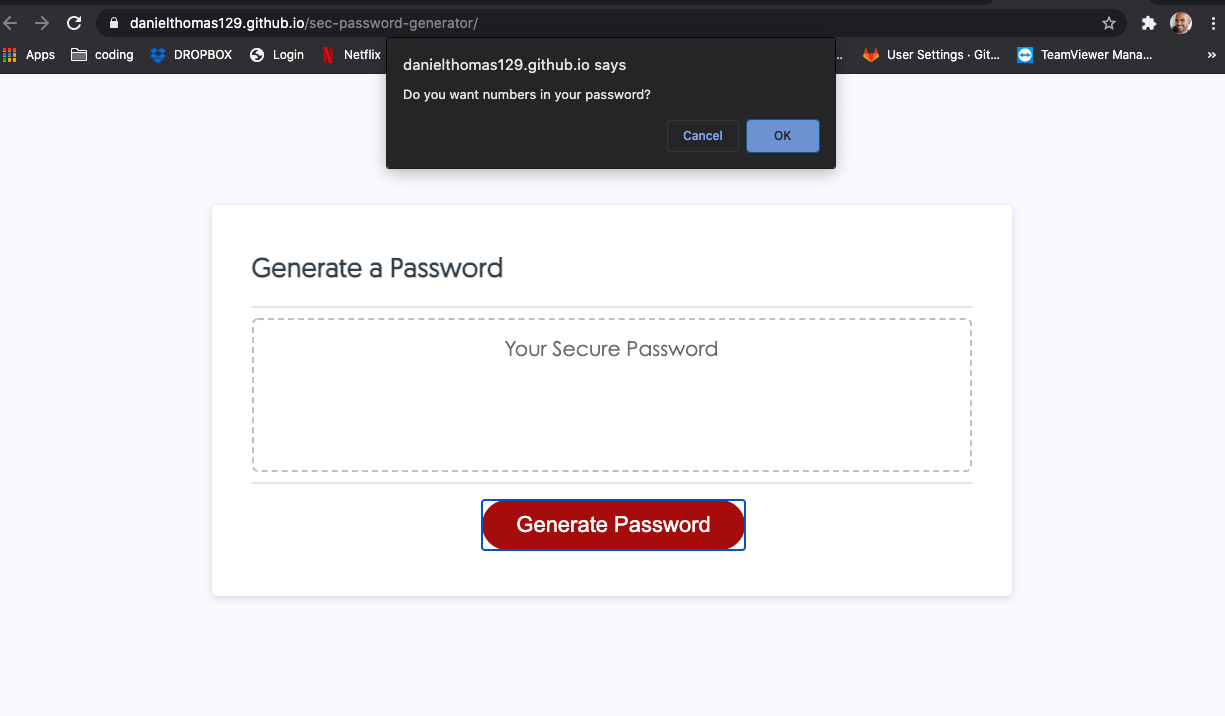 danielthomas129.github.io/sec-password-generator/
Apps coding DROPBOX Login Netflix ... User Settings · Git... TeamViewer Mana... »
danielthomas129.github.io says
Do you want numbers in your password?
Cancel OK
Generate a Password
Your Secure Password
Generate Password